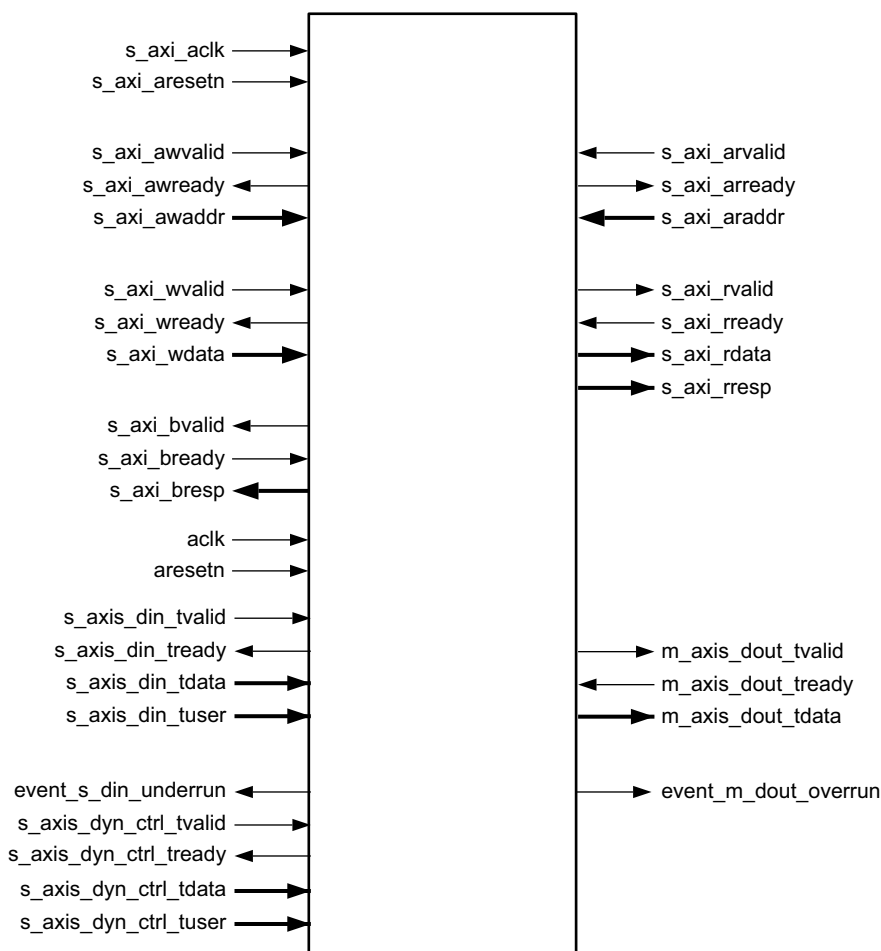 s_axi_aclk
s_axi_aresetn
s_axi_awvalid
s_axi_awready
s_axi_awaddr
s_axi_wvalid
s_axi_wready
s_axi_wdata
s_axi_bvalid
s_axi_bready
s_axi_bresp
aclk
aresetn
s_axis_din_tvalid
s_axis_din_tready
s_axis_din_tdata
s_axis_din_tuser
event_s_din_underrun
s_axis_dyn_ctrl_tvalid
s_axis_dyn_ctrl_tready
s_axis_dyn_ctrl_tdata
s_axis_dyn_ctrl_tuser
s_axi_arvalid
s_axi_arready
s_axi_araddr
s_axi_rvalid
s_axi_rready
s_axi_rdata
s_axi_rresp
m_axis_dout_tvalid
m_axis_dout_tready
m_axis_dout_tdata
event_m_dout_overrun